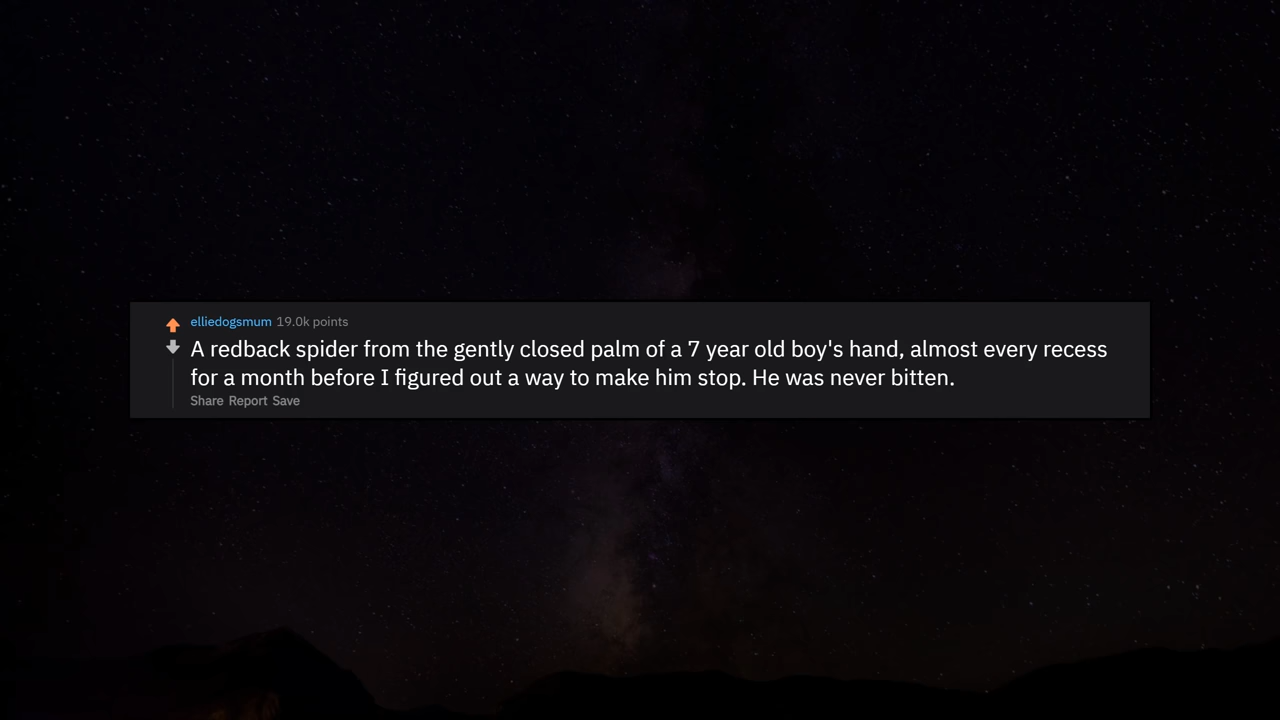 elliedogsmum 19.0k points
A redback spider from the gently closed palm of a 7 year old boy's hand, almost every recess
for a month before I figured out a way to make him stop. He was never bitten.
Share Report Save